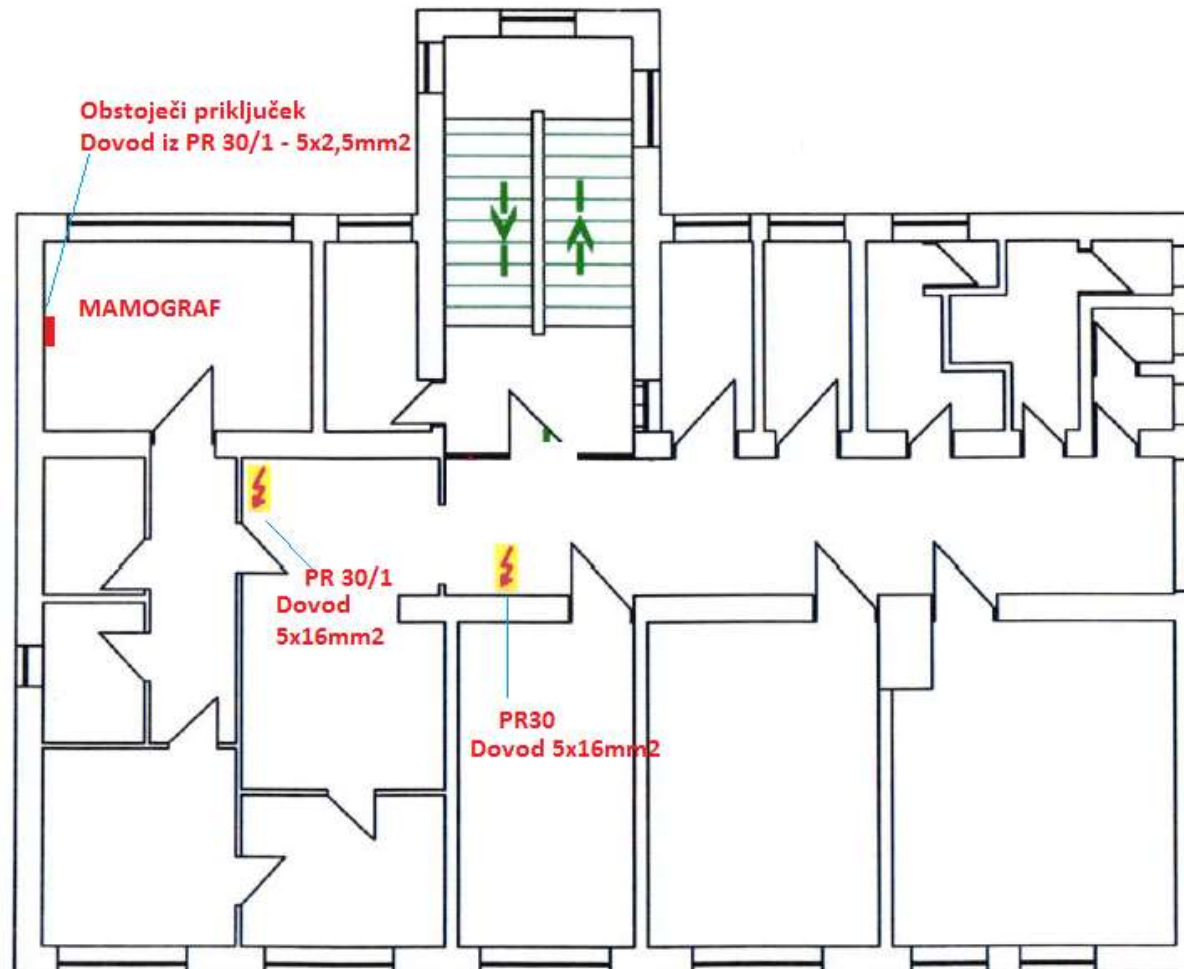 Obstoječi priključek
Dovod iz PR 30/1 - 5x2,5mm2
MAMOGRAF
PR 30/1
Dovod
5x16mm2
PR30
Dovod 5x16mm2